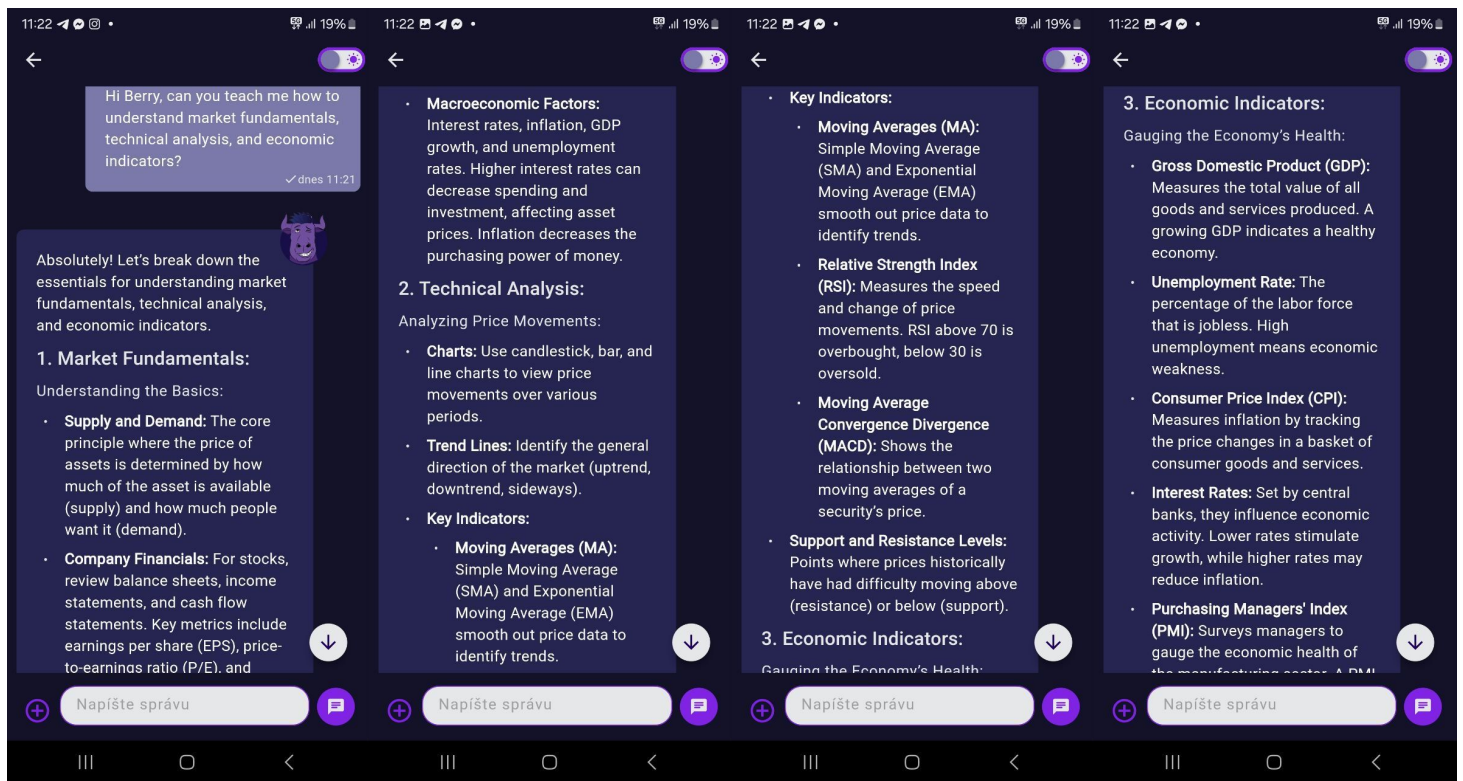 11:22
19%
Hi Berry, can you teach me how to
understand market fundamentals,
technical analysis, and economic
indicators?
dnes 11:21
Absolutely! Let's break down the
essentials for understanding market
fundamentals, technical analysis,
and economic indicators.
1. Market Fundamentals:
Understanding the Basics:
• Supply and Demand: The core
principle where the price of
assets is determined by how
much of the asset is available
(supply) and how much people
want it (demand).
• Company Financials: For stocks,
review balance sheets, income
statements, and cash flow
statements. Key metrics include
earnings per share (EPS), price-
to-earnings ratio (P/E), and
Napíšte správu
11:22
5G 19%
• Macroeconomic Factors:
Interest rates, inflation, GDP
growth, and unemployment
rates. Higher interest rates can
decrease spending and
investment, affecting asset
prices. Inflation decreases the
purchasing power of money.
2. Technical Analysis:
Analyzing Price Movements:
• Charts: Use candlestick, bar, and
line charts to view price
movements over various
periods.
• Trend Lines: Identify the general
direction of the market (uptrend,
downtrend, sideways).
• Key Indicators:
• Moving Averages (MA):
Simple Moving Average
(SMA) and Exponential
Moving Average (EMA)
smooth out price data to
identify trends.
Napíšte správu
11:22
5G 19%
• Key Indicators:
• Moving Averages (MA):
Simple Moving Average
(SMA) and Exponential
Moving Average (EMA)
smooth out price data to
identify trends.
• Relative Strength Index
(RSI): Measures the speed
and change of price
movements. RSI above 70 is
overbought, below 30 is
oversold.
• Moving Average
Convergence Divergence
(MACD): Shows the
relationship between two
moving averages of a
security's price.
• Support and Resistance Levels:
Points where prices historically
have had difficulty moving above
(resistance) or below (support).
3. Economic Indicators:
Gauging the Economy's Health:
Napíšte správu
11:22
5G 19%
3. Economic Indicators:
Gauging the Economy's Health:
• Gross Domestic Product (GDP):
Measures the total value of all
goods and services produced. A
growing GDP indicates a healthy
economy.
• Unemployment Rate: The
percentage of the labor force
that is jobless. High
unemployment means economic
weakness.
• Consumer Price Index (CPI):
Measures inflation by tracking
the price changes in a basket of
consumer goods and services.
• Interest Rates: Set by central
banks, they influence economic
activity. Lower rates stimulate
growth, while higher rates may
reduce inflation.
• Purchasing Managers' Index
(PMI): Surveys managers to
gauge the economic health of
the manufacturing sector. A PMI
Napíšte správu